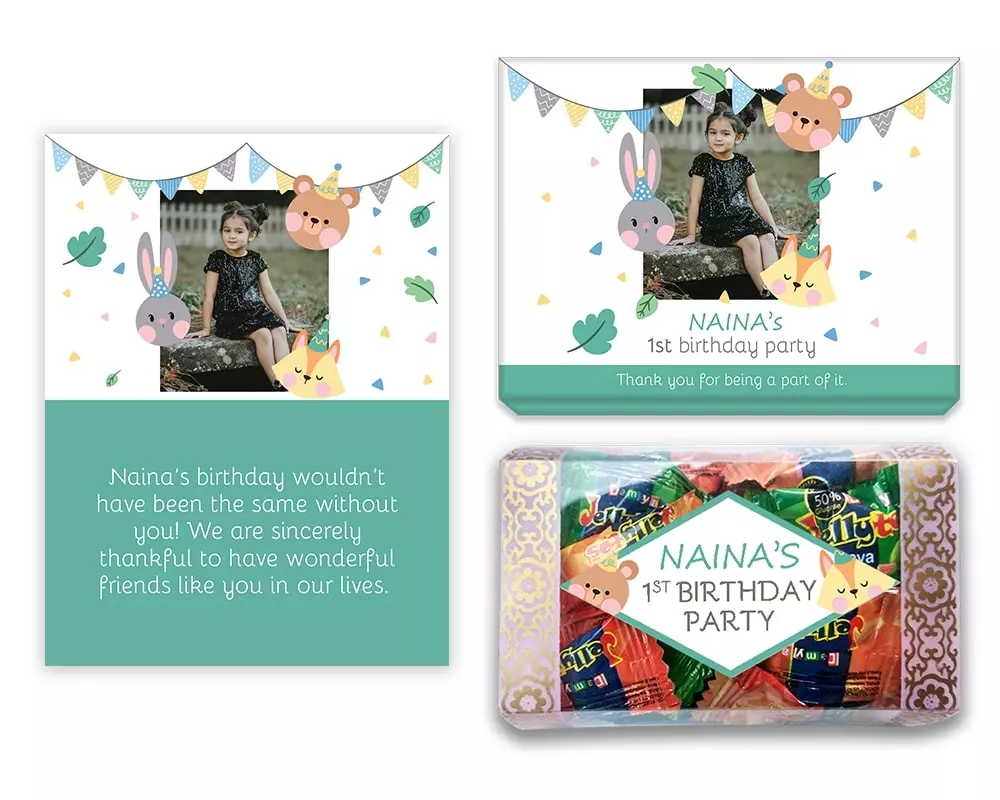 Naina's birthday wouldn't
have been the same without
you! We are sincerely
thankful to have wonderful
friends like you in our lives.
NAINA's
1st birthday party
Thank you for being a part of it.
50%
NAINA'S
1ST BIRTHDAY
PARTY